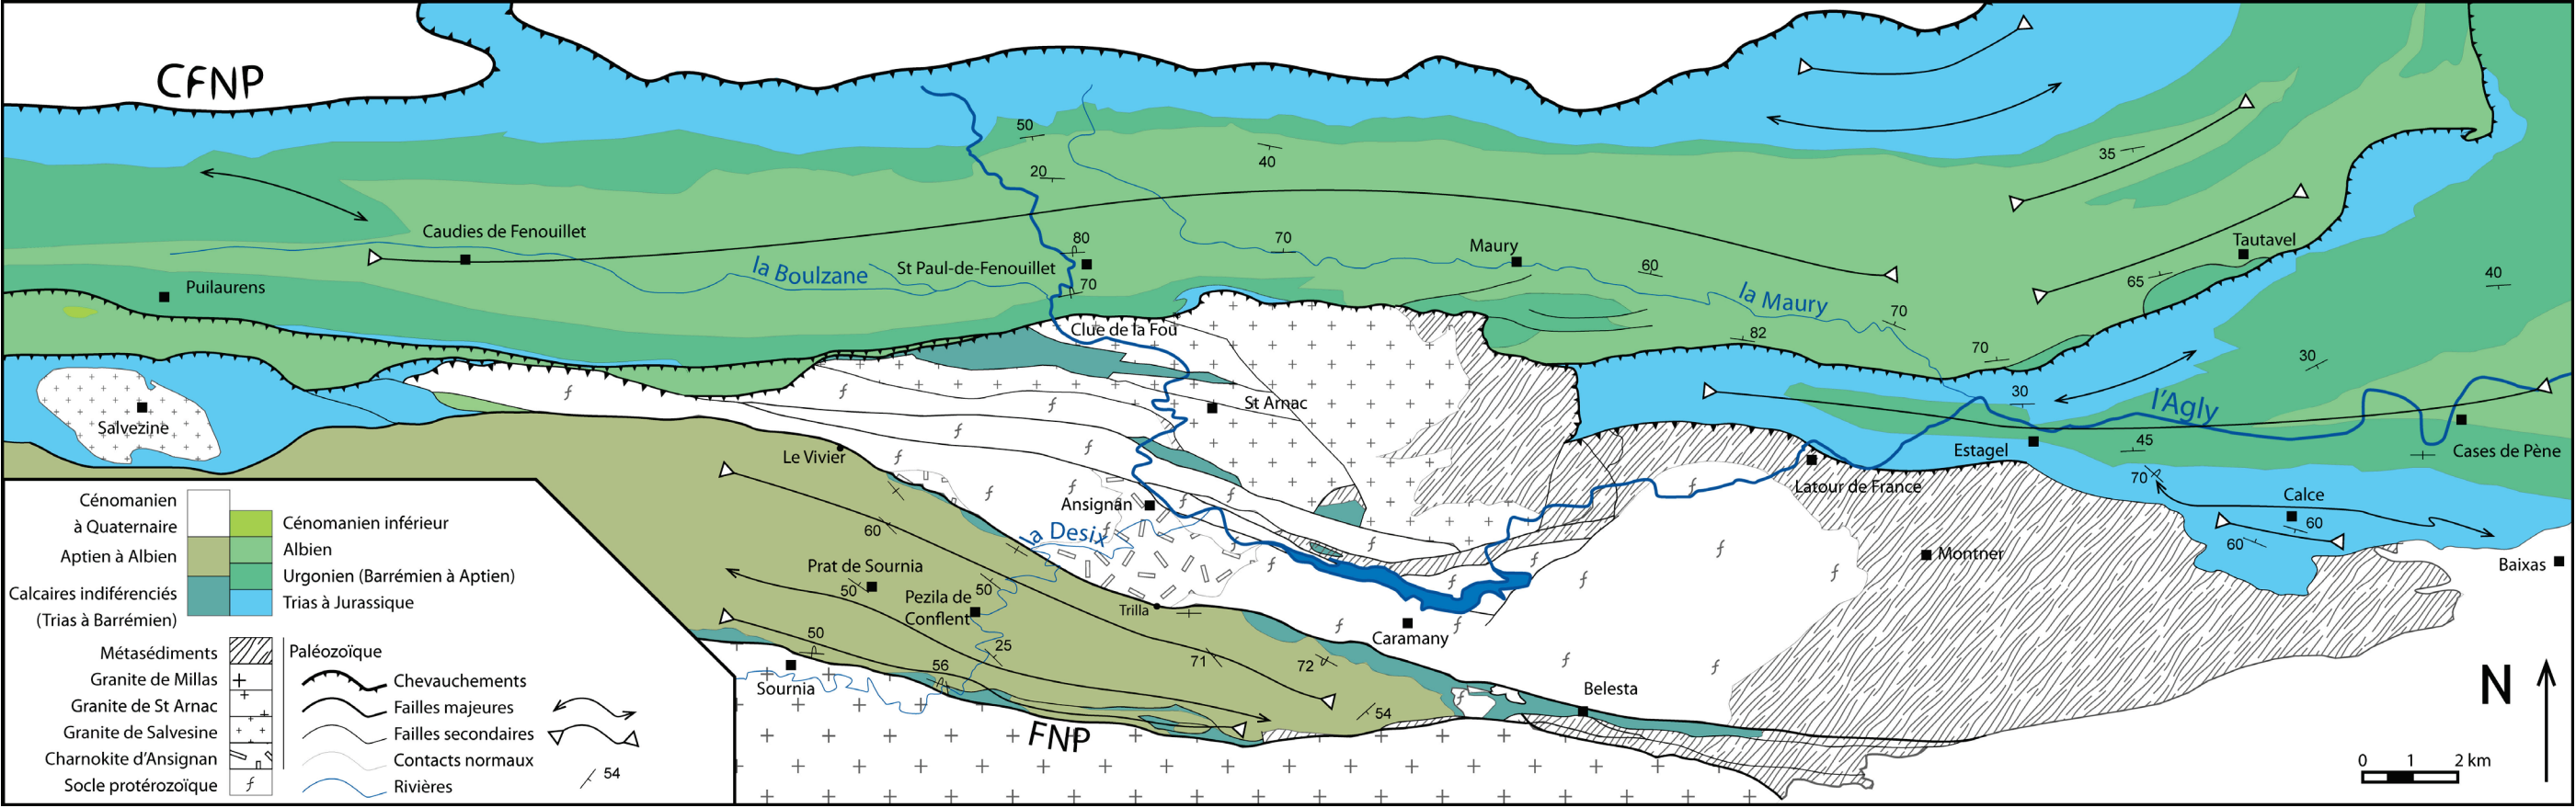 CFNP
50
40
20
35
Caudies de Fenouillet
80
70
Maury
Tautavel
la Boulzane
St Paul-de-Fenouillet
60
65
40
Puilaurens
70
la Maury
70
Clue de la Fou
82
70
30
30
St Arnac
l'Agly
Salvezine
45
Estagel
Cases de Pène
Le Vivier
70
Latour de France
Calce
60
Ansignan
60
la Desix
60
Montner
Baixas
Prat de Sournia
50
50
Pezila de
Conflent
Trilla
Caramany
50
25
56
71
72
Sournia
Belesta
54
FNP
Cénomanien
à Quaternaire
Cénomanien inférieur
Aptien à Albien
Albien
Urgonien (Barrémien à Aptien)
Calcaires indiférenciés
(Trias à Barrémien)
Trias à Jurassique
Métasédiments
Paléozoïque
Granite de Millas
Chevauchements
Granite de St Arnac
Failles majeures
Granite de Salvesine
Failles secondaires
Charnokite d'Ansignan
Contacts normaux
Socle protérozoïque
Rivières
54
N
0 1 2 km